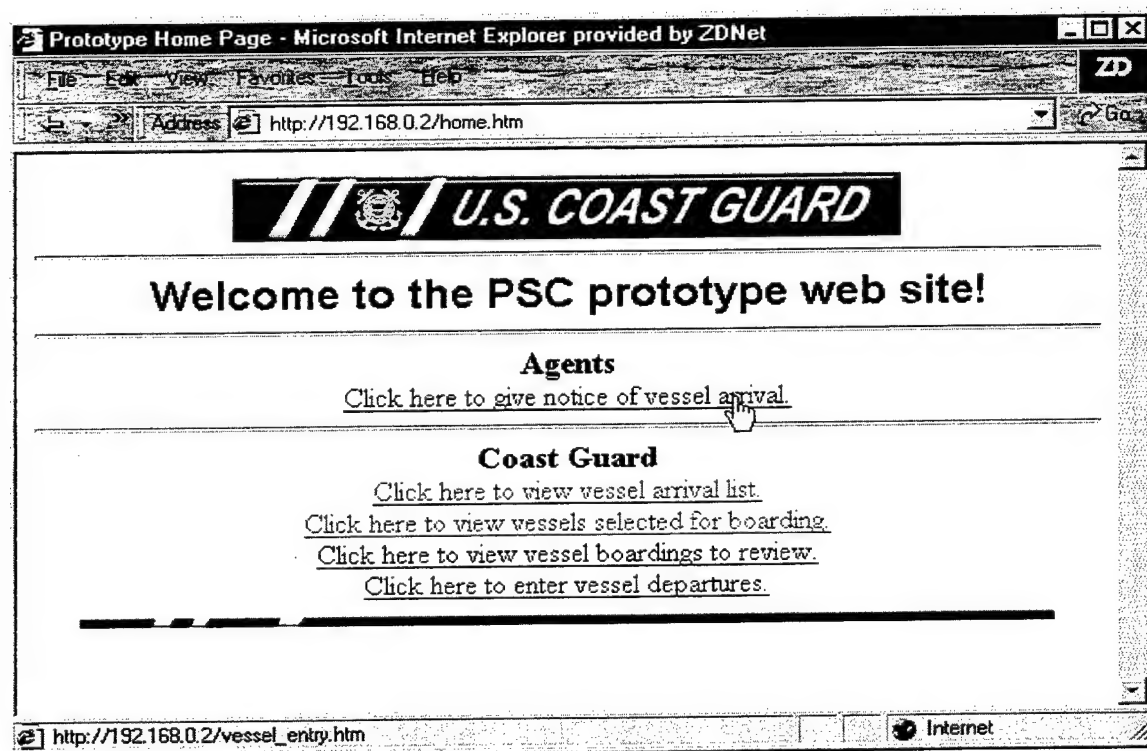 Prototype Home Page - Microsoft Internet Explorer provided by ZDNet
File Edit View Favorites Tools Help
ZD
Address http://192.168.0.2/home.htm Go
U.S. COAST GUARD
Welcome to the PSC prototype web site!
Agents
Click here to give notice of vessel arrival.
Coast Guard
Click here to view vessel arrival list.
Click here to view vessels selected for boarding.
Click here to view vessel boardings to review.
Click here to enter vessel departures.
http://192.168.0.2/vessel_entry.htm Internet